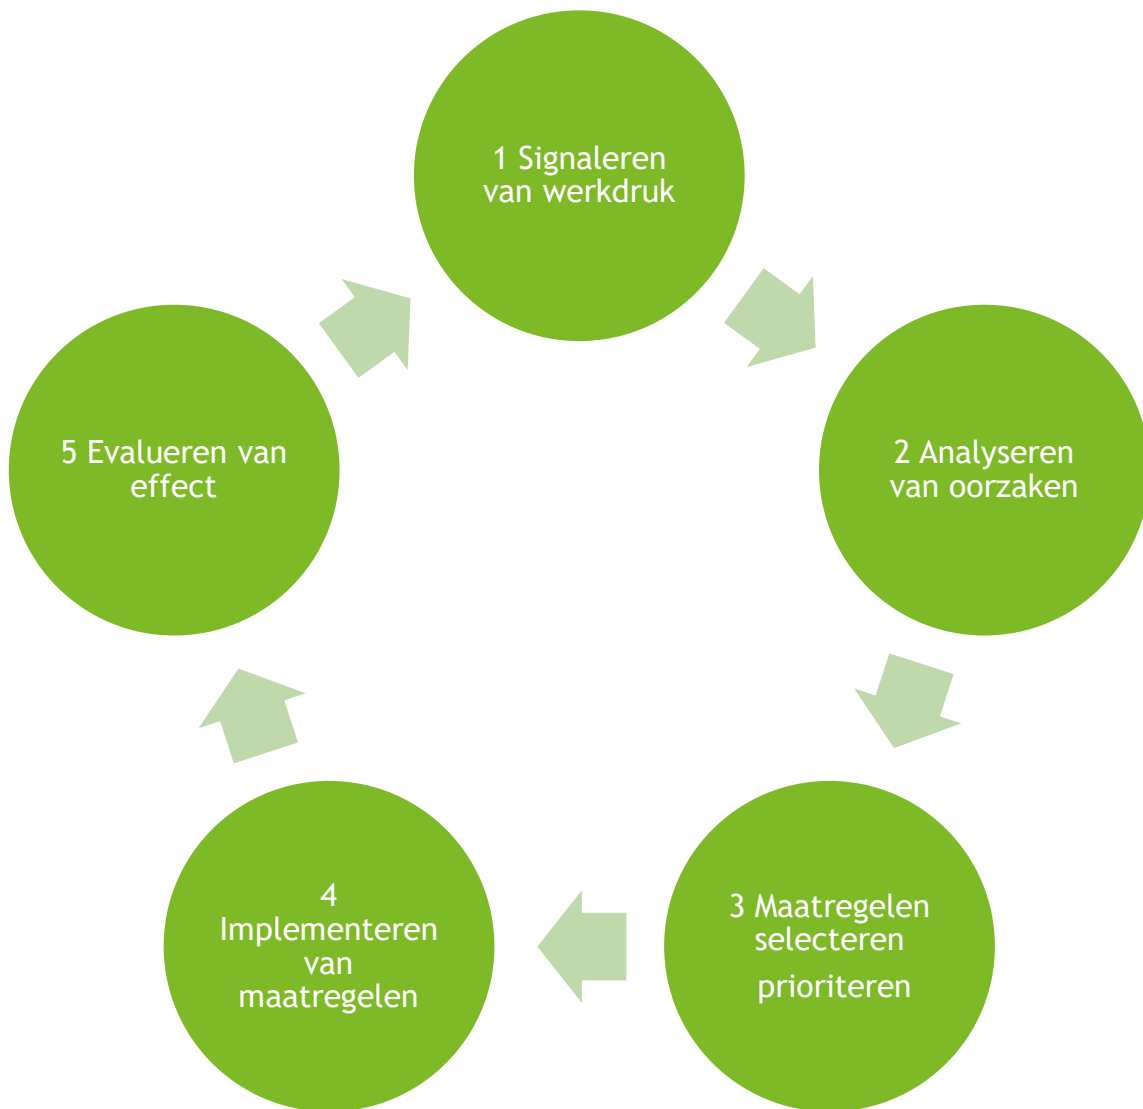 1 Signaleren
van werkdruk
2 Analyseren
van oorzaken
3 Maatregelen
selecteren
prioriteren
4
Implementeren
van
maatregelen
5 Evalueren van
effect